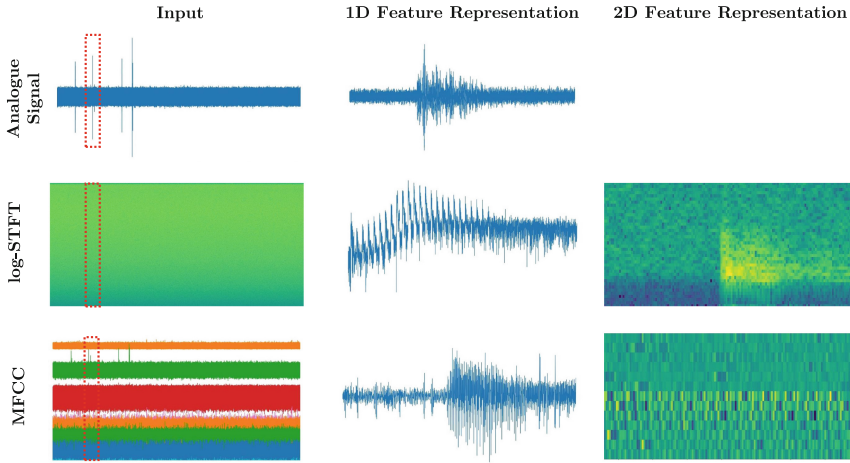 Input
1D Feature Representation
2D Feature Representation
Analogue
Signal
log-STFT
MFCC